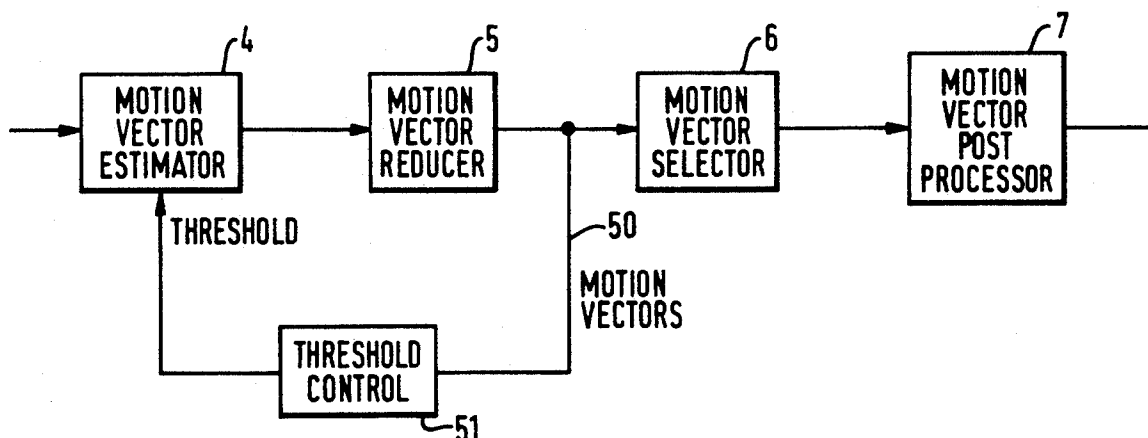 4
5
6
7
MOTION
VECTOR
ESTIMATOR
MOTION
VECTOR
REDUCER
MOTION
VECTOR
SELECTOR
MOTION
VECTOR
POST
PROCESSOR
THRESHOLD
50
MOTION
VECTORS
THRESHOLD
CONTROL
51